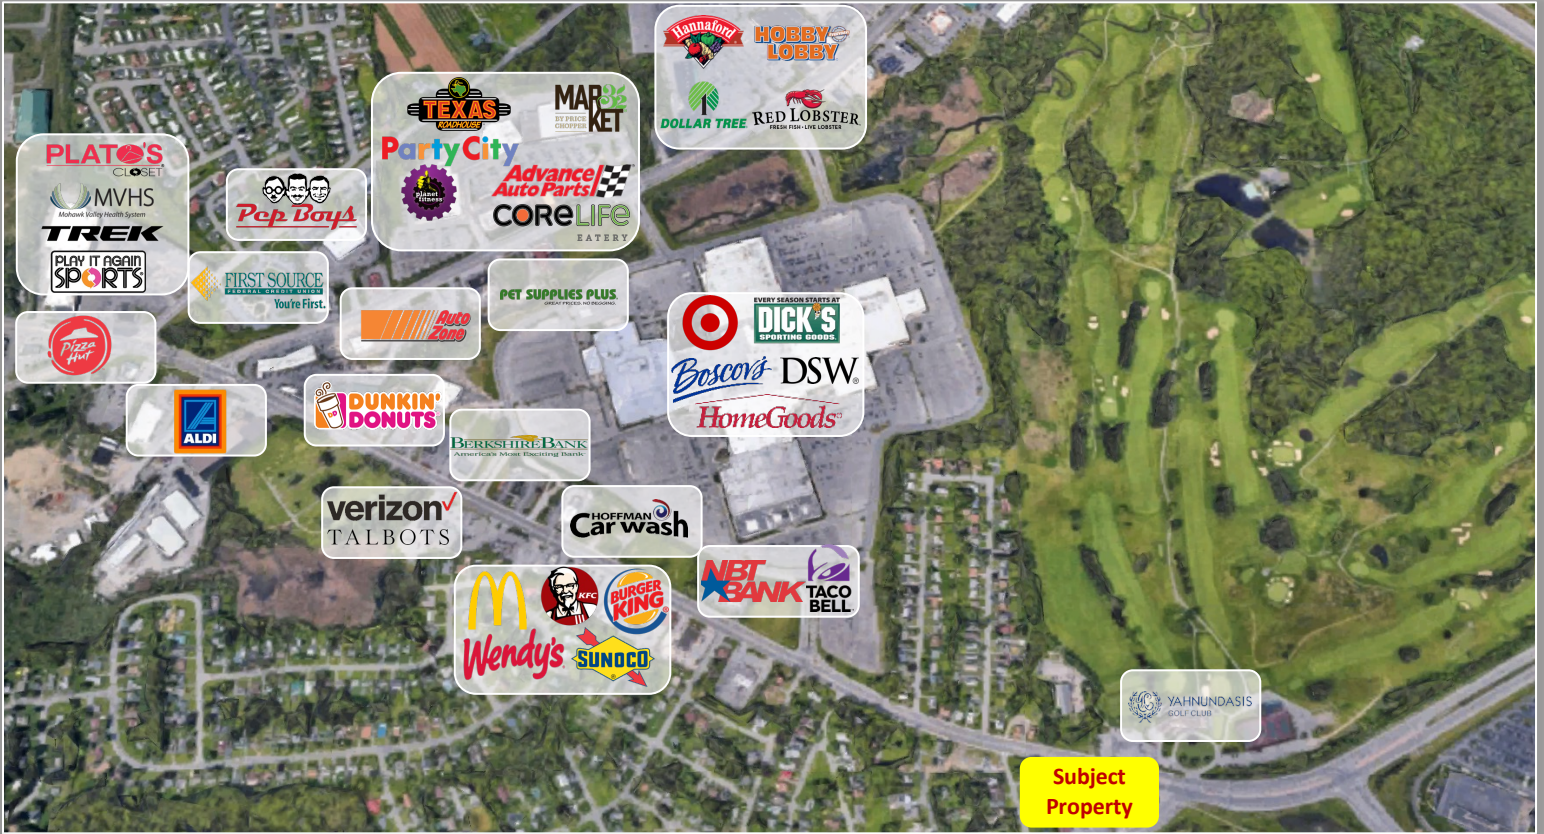 Hannaford
HOBBY
LOBBY
DOLLAR TREE
RED LOBSTER
FRESH FISH • LIVE LOBSTER
TEXAS
ROADHOUSE
MAR
32
KET
BY PRICE
CHOPPER
PartyCity
planet
fitness
Advance
Auto Parts
CORELIFE
EATERY
PLATO'S
CLOSET
MVHS
Mohawk Valley Health System
TREK
PLAY IT AGAIN
SPORTS
Pep Boys
FIRST SOURCE
FEDERAL CREDIT UNION
You're First.
PET SUPPLIES PLUS.
GREAT PRICES. NO BEGGING.
Auto
Zone
Pizza
Hut
EVERY SEASON STARTS AT
DICK'S
SPORTING GOODS.
Boscov's
DSW
HomeGoods
ALDI
DUNKIN'
DONUTS
BERKSHIRE BANK
America's Most Exciting Bank
verizon
TALBOTS
HOFFMAN
Car wash
NBT
BANK
TACO
BELL
KFC
BURGER
KING
Wendy's
SUNOCO
YAHNUNDASIS
GOLF CLUB
Subject
Property